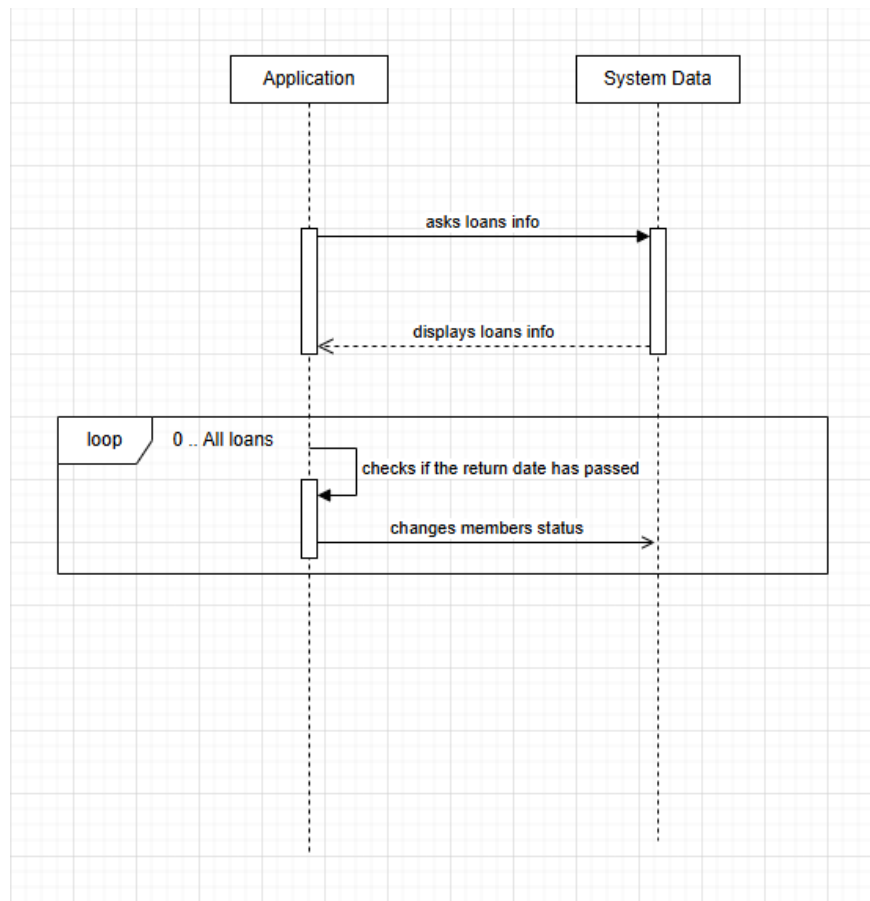 Application
System Data
asks loans info
displays loans info
loop
0 .. All loans
checks if the return date has passed
changes members status